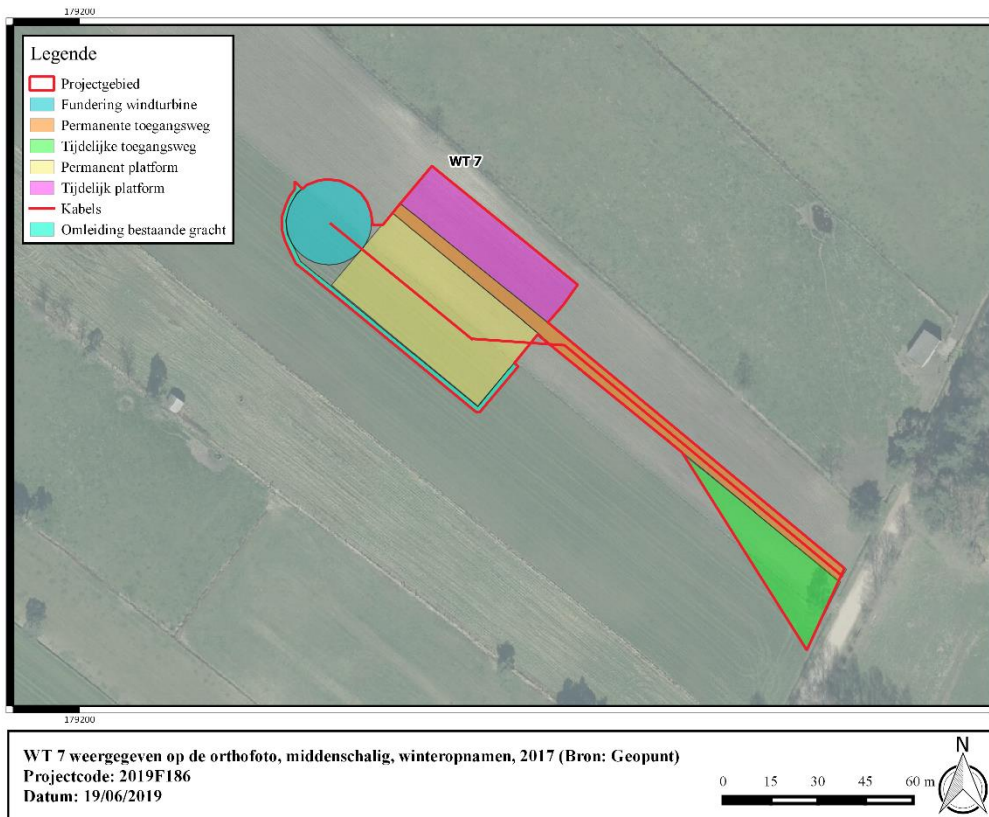 179200
Legende
Projectgebied
Fundering windturbine
Permanente toegangsweg
Tijdelijke toegangsweg
Permanent platform
Tijdelijk platform
Kabels
Omleiding bestaande gracht
WT 7
179200
WT 7 weergegeven op de orthofoto, middenschalig, winteropnamen, 2017 (Bron: Geopunt)
Projectcode: 2019F186
Datum: 19/06/2019
0 15 30 45 60 m
N